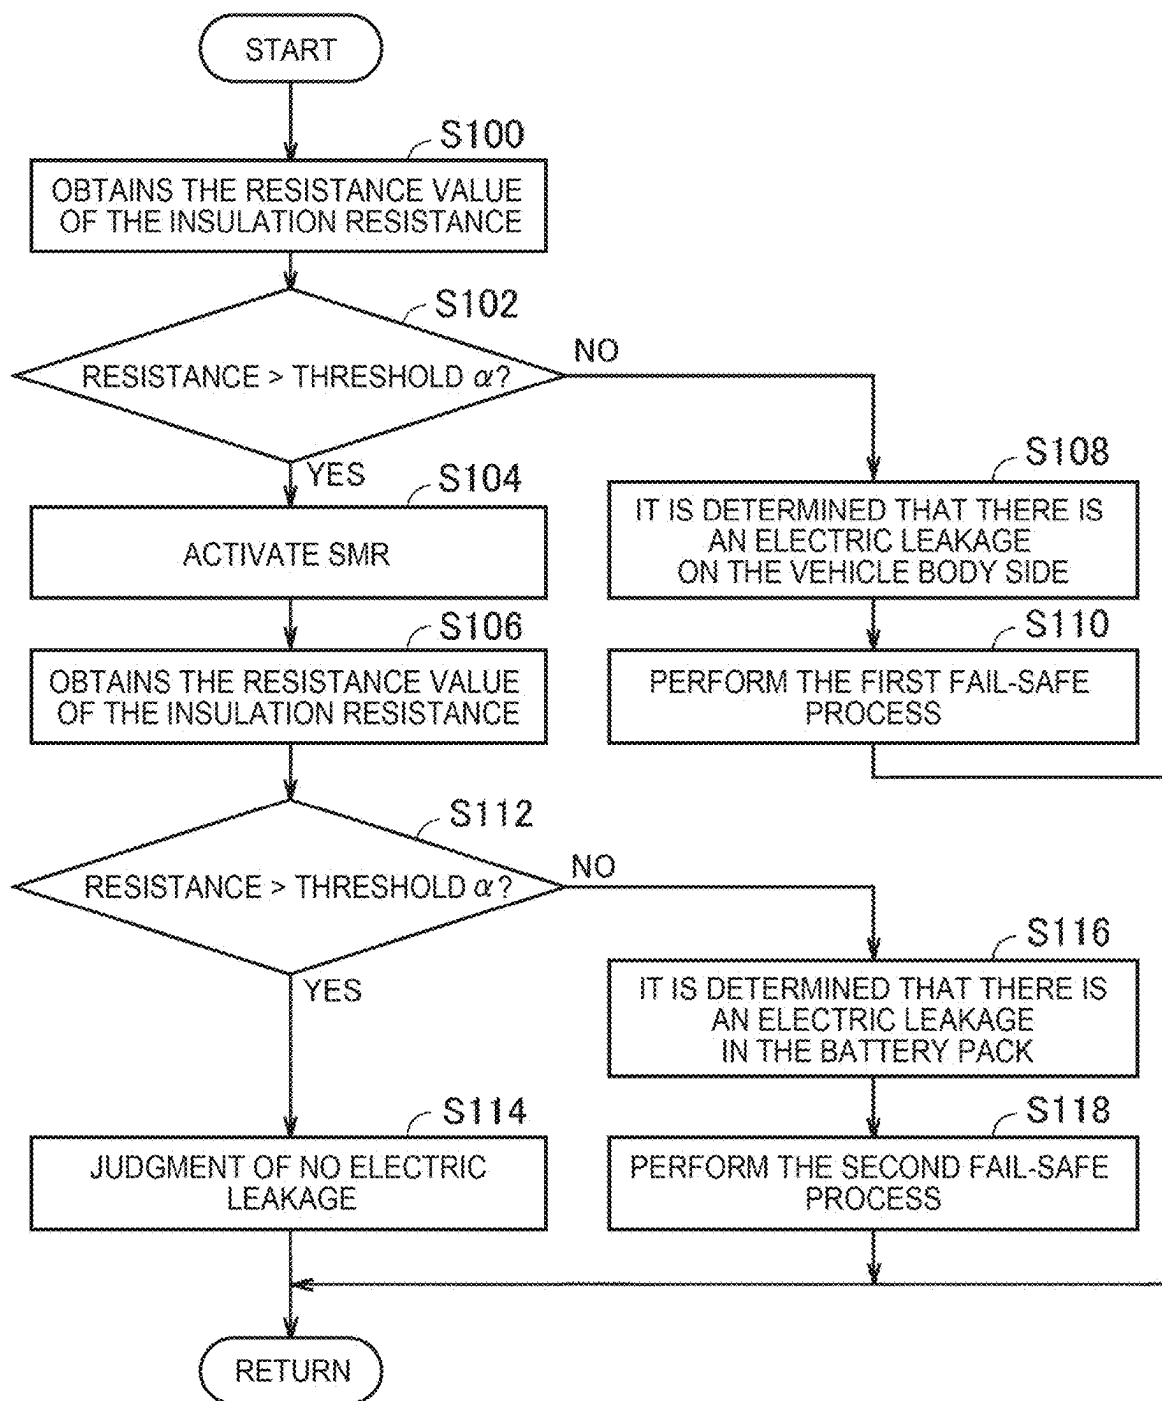 START
S100
OBTAINS THE RESISTANCE VALUE
OF THE INSULATION RESISTANCE
S102
RESISTANCE > THRESHOLD α?
NO
YES
S104
ACTIVATE SMR
S108
IT IS DETERMINED THAT THERE IS
AN ELECTRIC LEAKAGE
ON THE VEHICLE BODY SIDE
S106
OBTAINS THE RESISTANCE VALUE
OF THE INSULATION RESISTANCE
S110
PERFORM THE FIRST FAIL-SAFE
PROCESS
S112
RESISTANCE > THRESHOLD α?
NO
YES
S116
IT IS DETERMINED THAT THERE IS
AN ELECTRIC LEAKAGE
IN THE BATTERY PACK
S114
JUDGMENT OF NO ELECTRIC
LEAKAGE
S118
PERFORM THE SECOND FAIL-SAFE
PROCESS
RETURN